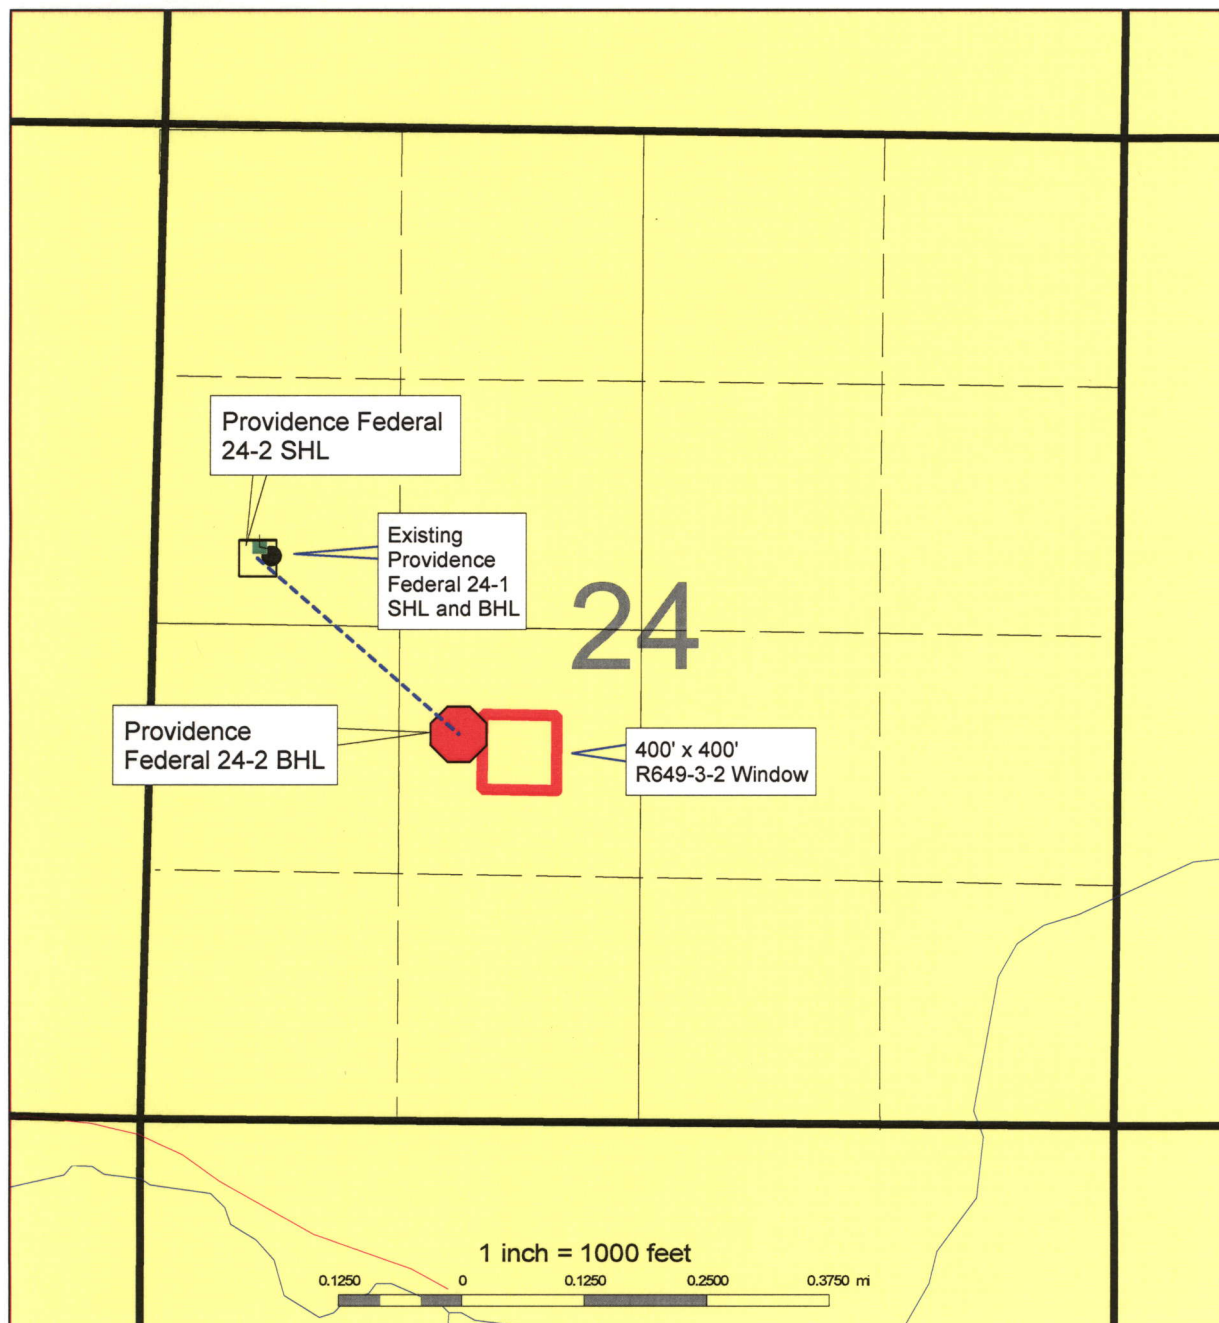 Providence Federal
24-2 SHL
Existing
Providence
Federal 24-1
SHL and BHL
24
Providence
Federal 24-2 BHL
400' x 400'
R649-3-2 Window
1 inch = 1000 feet
0.1250 0 0.1250 0.2500 0.3750 mi